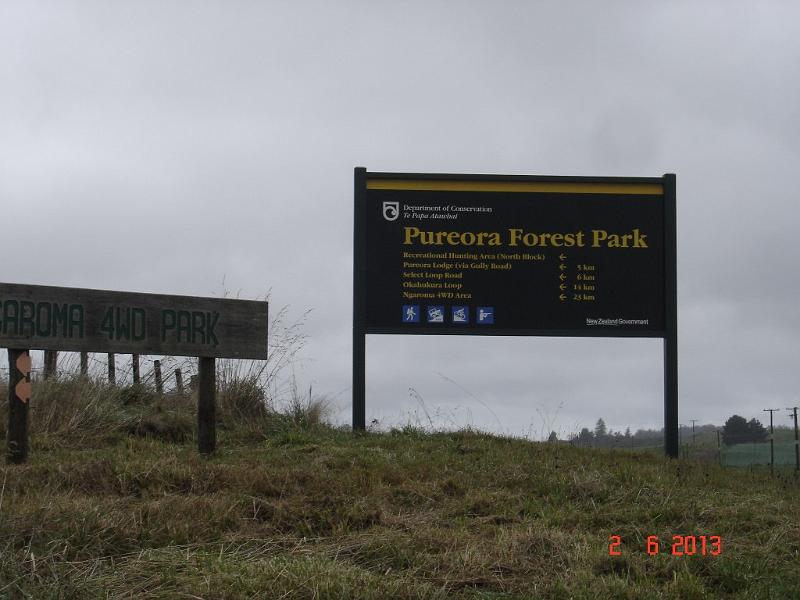 Department of Conservation
Te Papa Atawhai
Pureora Forest Park
Recreational Hunting Area (North Block) ←
Pureora Lodge (via Gully Road) ← 5 km
Select Loop Road ← 6 km
Okahukura Loop ← 14 km
Ngaroma 4WD Area ← 23 km
New Zealand Government
GAROMA 4WD PARK
2 6 2013